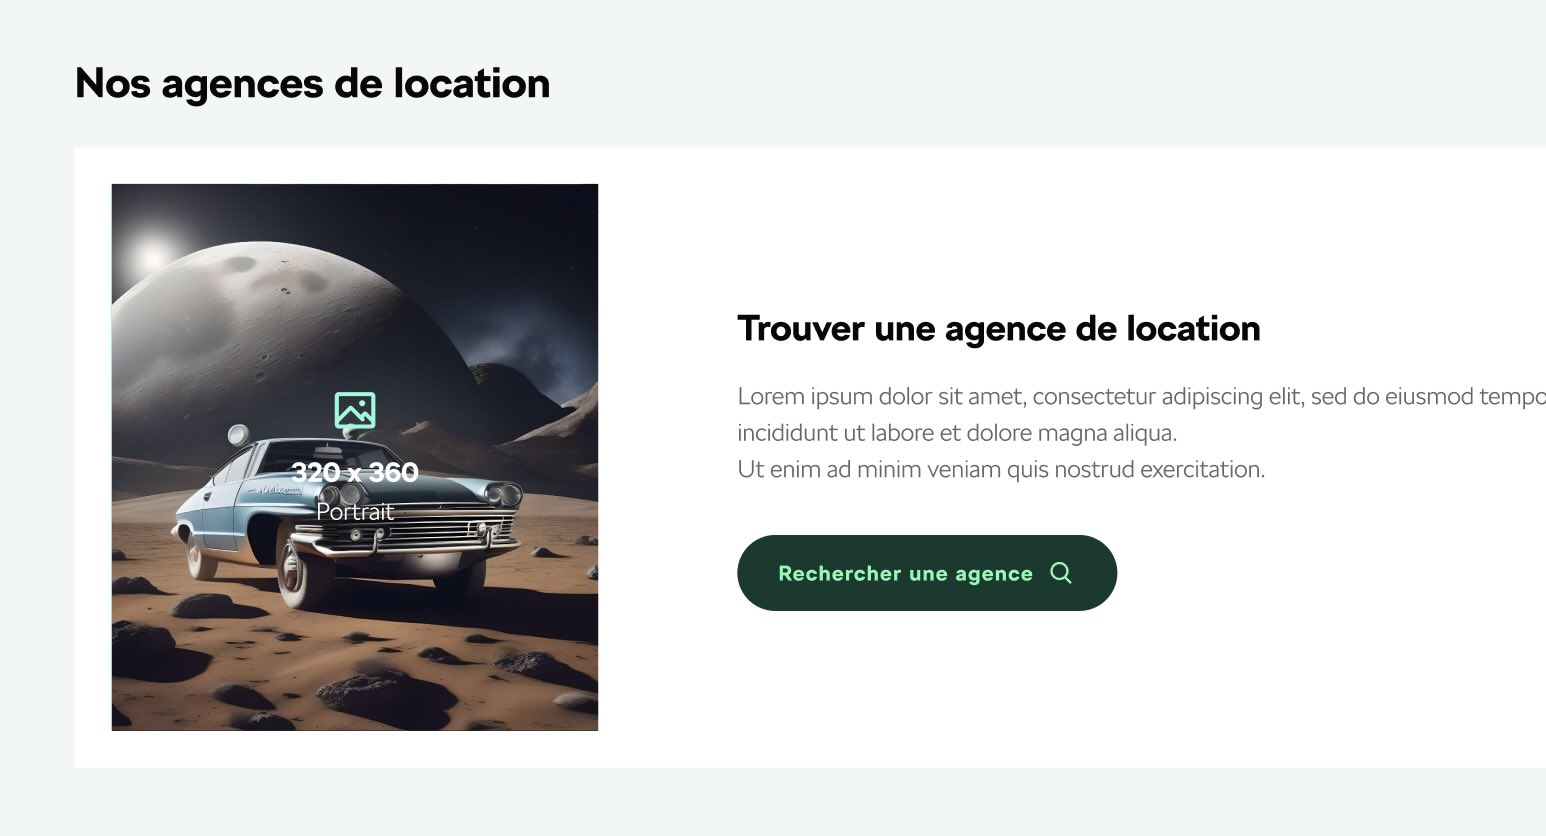 Nos agences de location
320 x 360
Portrait
Trouver une agence de location
Lorem ipsum dolor sit amet, consectetur adipiscing elit, sed do eiusmod tempo
incididunt ut labore et dolore magna aliqua.
Ut enim ad minim veniam quis nostrud exercitation.
Rechercher une agence